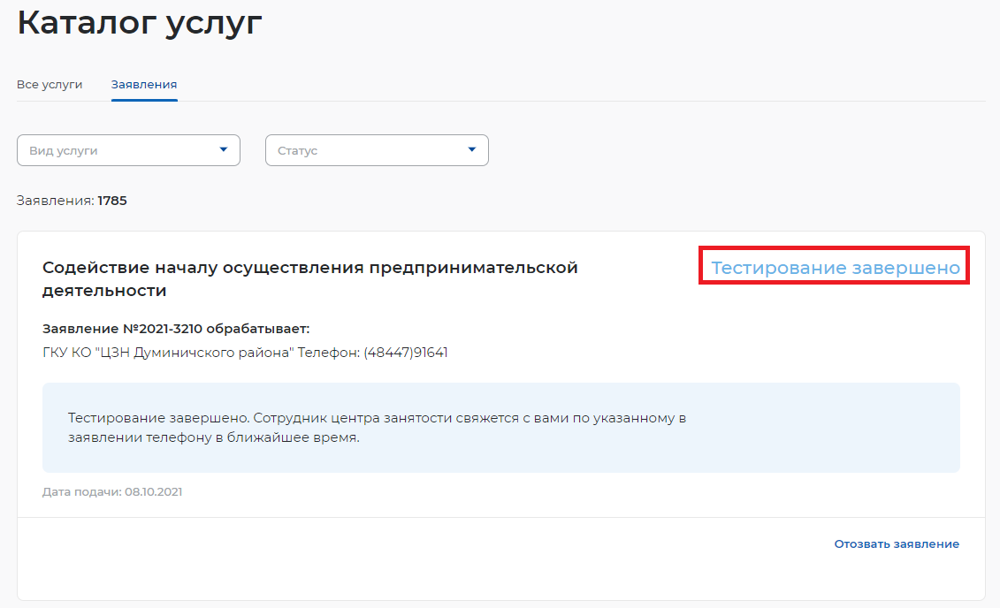 Каталог услуг
Все услуги
Заявления
Вид услуги
Статус
Заявления: 1785
Содействие началу осуществления предпринимательской
деятельности
Тестирование завершено
Заявление №2021-3210 обрабатывает:
ГКУ КО "ЦЗН Думиничского района" Телефон: (48447)91641
Тестирование завершено. Сотрудник центра занятости свяжется с вами по указанному в
заявлении телефону в ближайшее время.
Дата подачи: 08.10.2021
Отозвать заявление